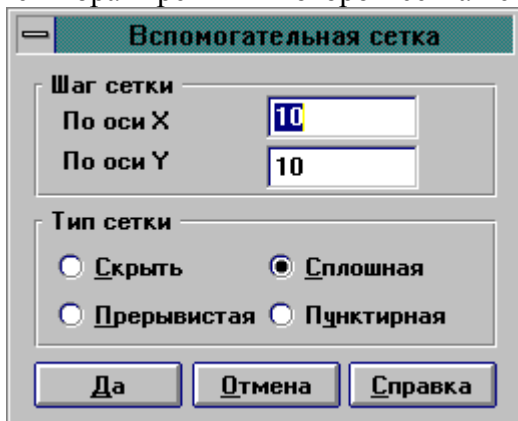 Вспомогательная сетка
Шаг сетки
По оси X 10
По оси Y 10
Тип сетки
Скрыть Сплошная
Прерывистая Пунктирная
Да Отмена Справка